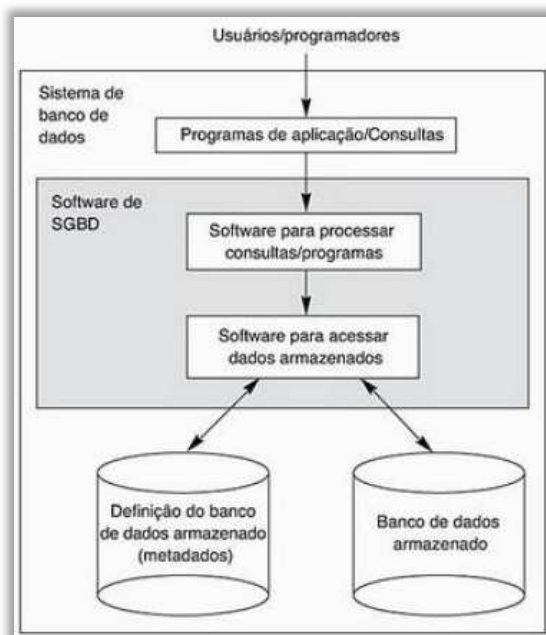 Usuários/programadores
Sistema de
banco de
dados
Programas de aplicação/Consultas
Software de
SGBD
Software para processar
consultas/programas
Software para acessar
dados armazenados
Definição do banco
de dados armazenado
(metadados)
Banco de dados
armazenado